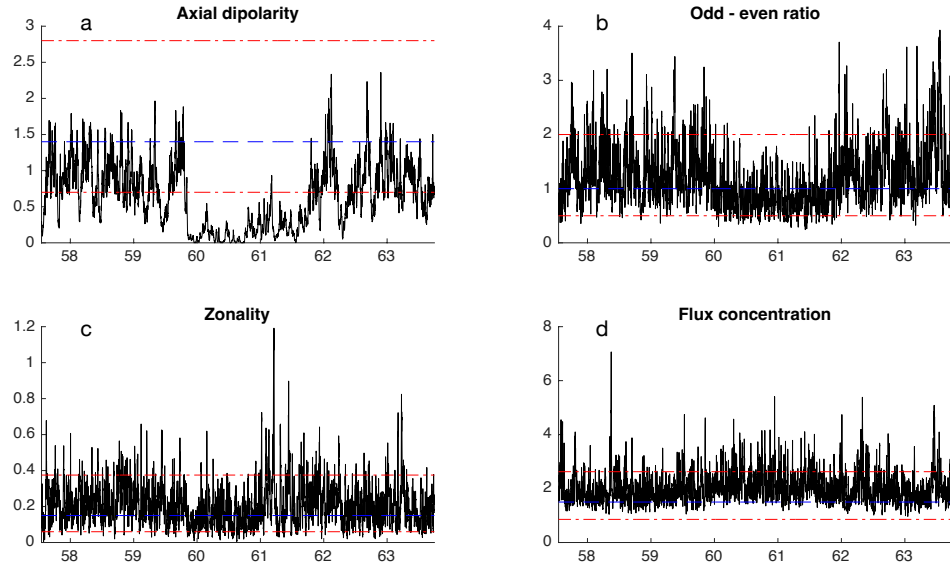 Axial dipolarity
a
3
2.5
2
1.5
1
0.5
0
58 59 60 61 62 63
Odd - even ratio
b
4
3
2
1
0
58 59 60 61 62 63
Zonality
c
1.2
1
0.8
0.6
0.4
0.2
0
58 59 60 61 62 63
Flux concentration
d
8
6
4
2
0
58 59 60 61 62 63